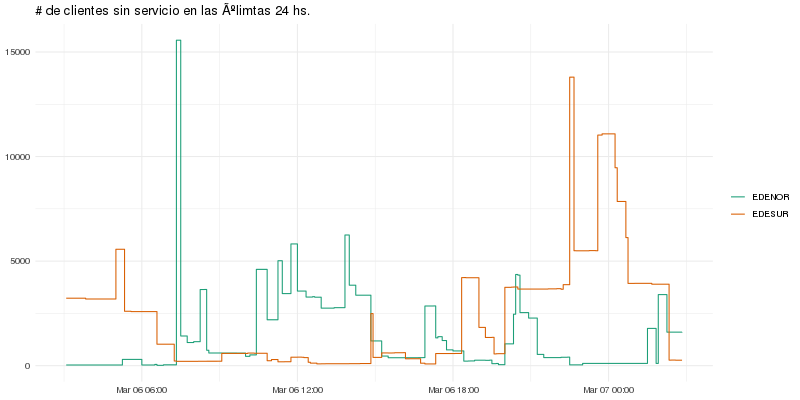 # de clientes sin servicio en las Ãºlimtas 24 hs.
15000
10000
5000
0
EDENOR
EDESUR
Mar 06 06:00
Mar 06 12:00
Mar 06 18:00
Mar 07 00:00